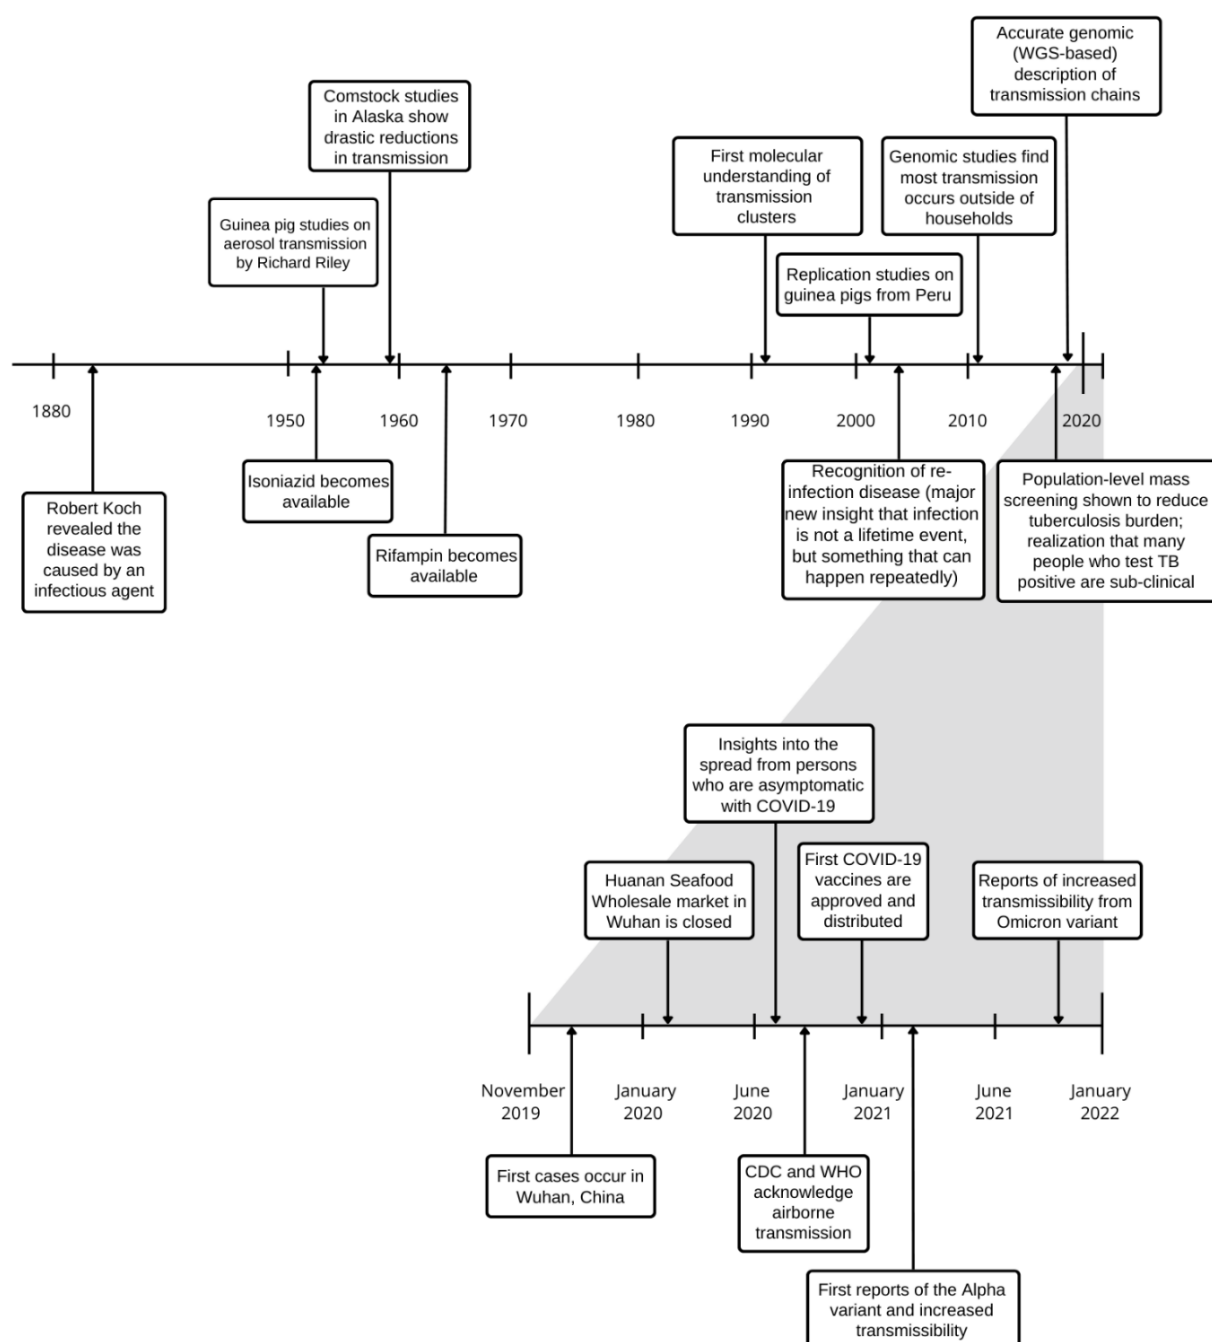 Accurate genomic
(WGS-based)
description of
transmission chains
Comstock studies
in Alaska show
drastic reductions
in transmission
First molecular
understanding of
transmission
clusters
Genomic studies find
most transmission
occurs outside of
households
Guinea pig studies on
aerosol transmission
by Richard Riley
Replication studies on
guinea pigs from Peru
1880
1950
1960
1970
1980
1990
2000
2010
2020
Robert Koch
revealed the
disease was
caused by an
infectious agent
Isoniazid becomes
available
Rifampin becomes
available
Recognition of re-
infection disease (major
new insight that infection
is not a lifetime event,
but something that can
happen repeatedly)
Population-level mass
screening shown to reduce
tuberculosis burden;
realization that many
people who test TB
positive are sub-clinical
Insights into the
spread from persons
who are asymptomatic
with COVID-19
Huanan Seafood
Wholesale market in
Wuhan is closed
First COVID-19
vaccines are
approved and
distributed
Reports of increased
transmissibility from
Omicron variant
November
2019
January
2020
June
2020
January
2021
June
2021
January
2022
First cases occur in
Wuhan, China
CDC and WHO
acknowledge
airborne
transmission
First reports of the Alpha
variant and increased
transmissibility